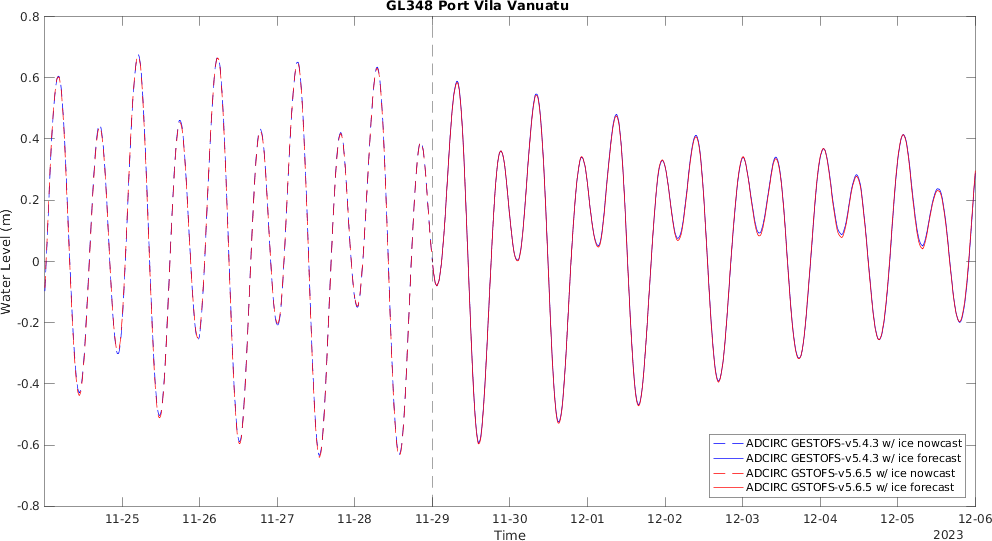 GL348 Port Vila Vanuatu
0.8
0.6
0.4
0.2
0
-0.2
-0.4
-0.6
-0.8
Water Level (m)
ADCIRC GESTOFS-v5.4.3 w/ ice nowcast
ADCIRC GESTOFS-v5.4.3 w/ ice forecast
ADCIRC GSTOFS-v5.6.5 w/ ice nowcast
ADCIRC GSTOFS-v5.6.5 w/ ice forecast
11-25 11-26 11-27 11-28 11-29 11-30 12-01 12-02 12-03 12-04 12-05 12-06
Time
2023